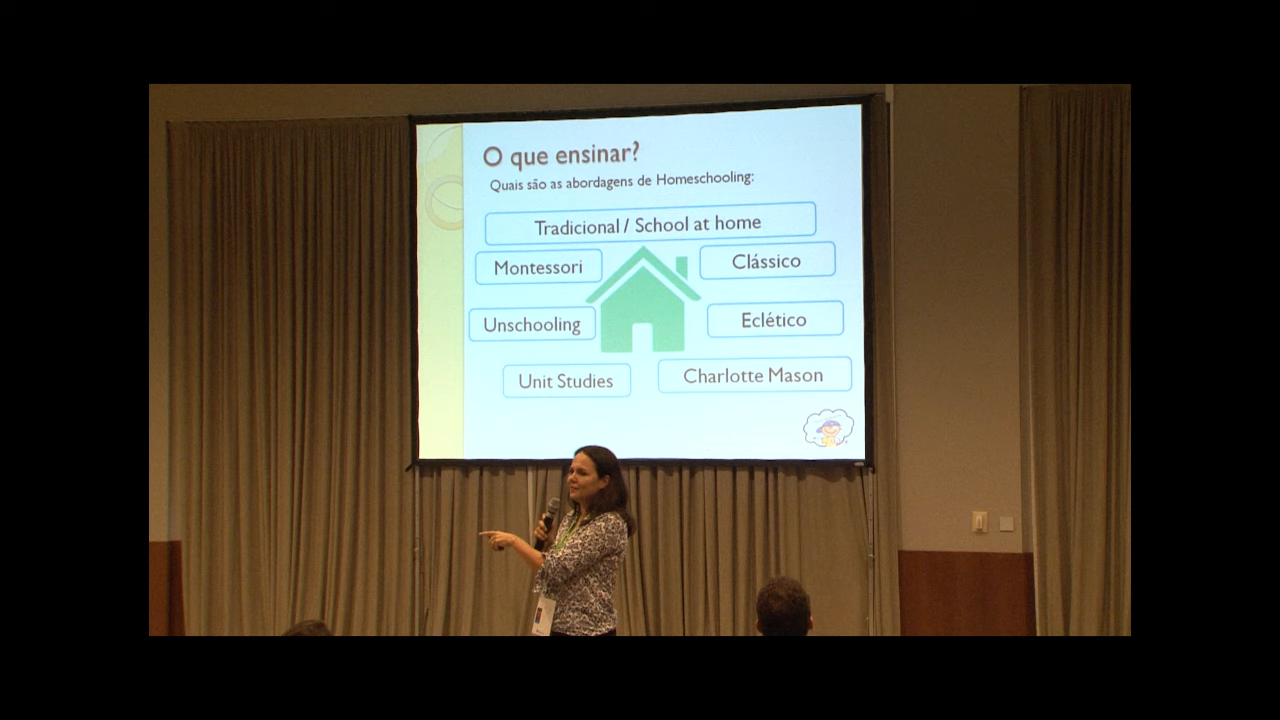 O que ensinar?
Quais são as abordagens de Homeschooling:
Tradicional / School at home
Montessori
Clássico
Unschooling
Eclético
Unit Studies
Charlotte Mason